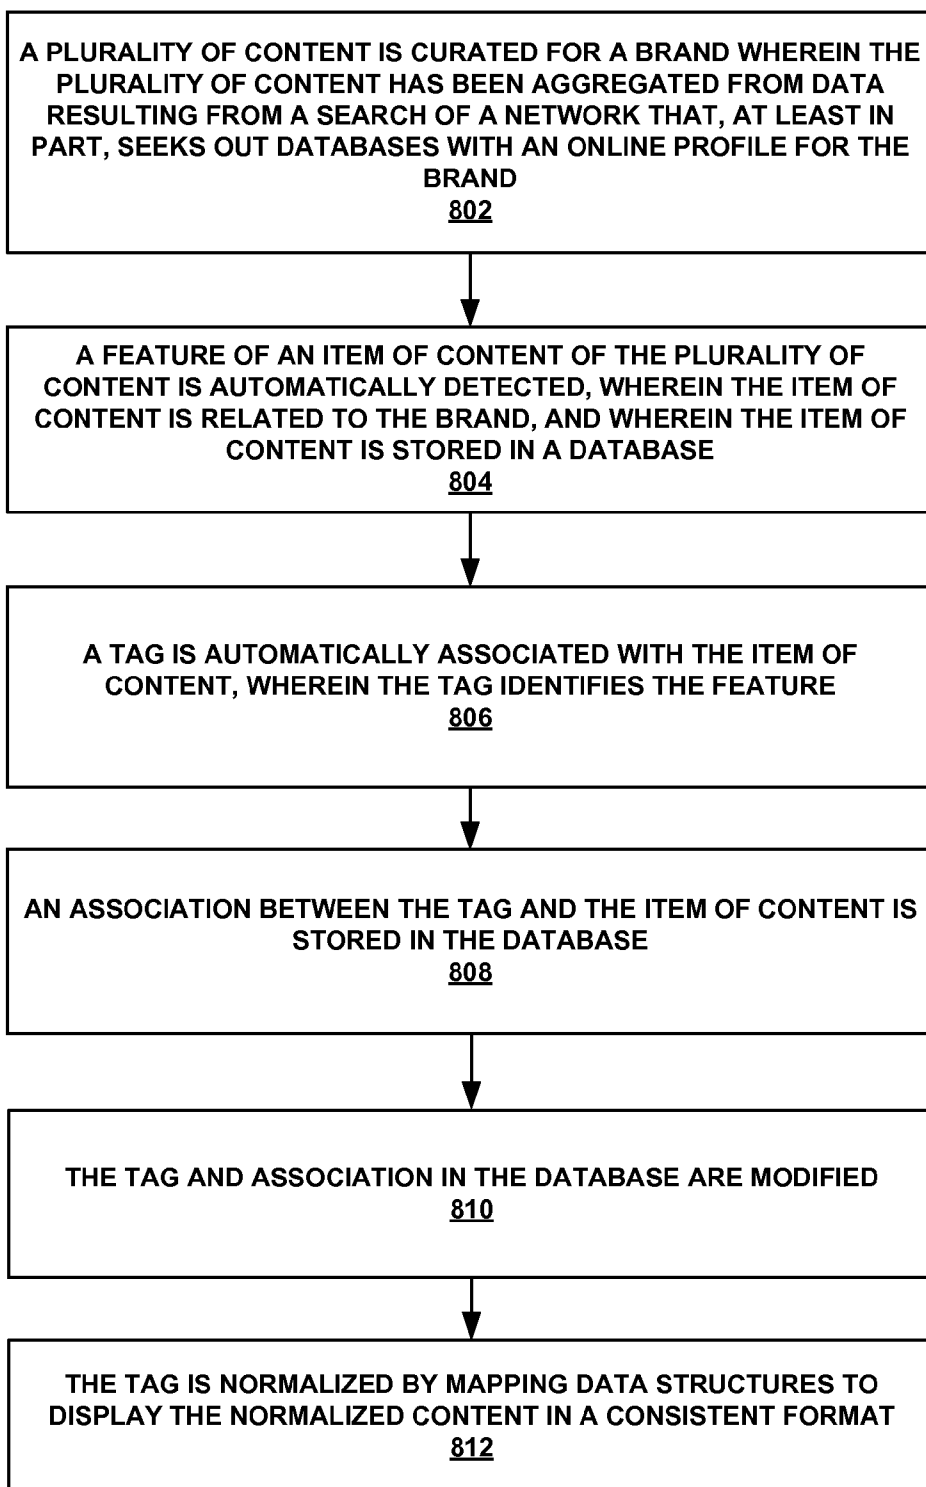 A PLURALITY OF CONTENT IS CURATED FOR A BRAND WHEREIN THE
PLURALITY OF CONTENT HAS BEEN AGGREGATED FROM DATA
RESULTING FROM A SEARCH OF A NETWORK THAT, AT LEAST IN
PART, SEEKS OUT DATABASES WITH AN ONLINE PROFILE FOR THE
BRAND
802
A FEATURE OF AN ITEM OF CONTENT OF THE PLURALITY OF
CONTENT IS AUTOMATICALLY DETECTED, WHEREIN THE ITEM OF
CONTENT IS RELATED TO THE BRAND, AND WHEREIN THE ITEM OF
CONTENT IS STORED IN A DATABASE
804
A TAG IS AUTOMATICALLY ASSOCIATED WITH THE ITEM OF
CONTENT, WHEREIN THE TAG IDENTIFIES THE FEATURE
806
AN ASSOCIATION BETWEEN THE TAG AND THE ITEM OF CONTENT IS
STORED IN THE DATABASE
808
THE TAG AND ASSOCIATION IN THE DATABASE ARE MODIFIED
810
THE TAG IS NORMALIZED BY MAPPING DATA STRUCTURES TO
DISPLAY THE NORMALIZED CONTENT IN A CONSISTENT FORMAT
812